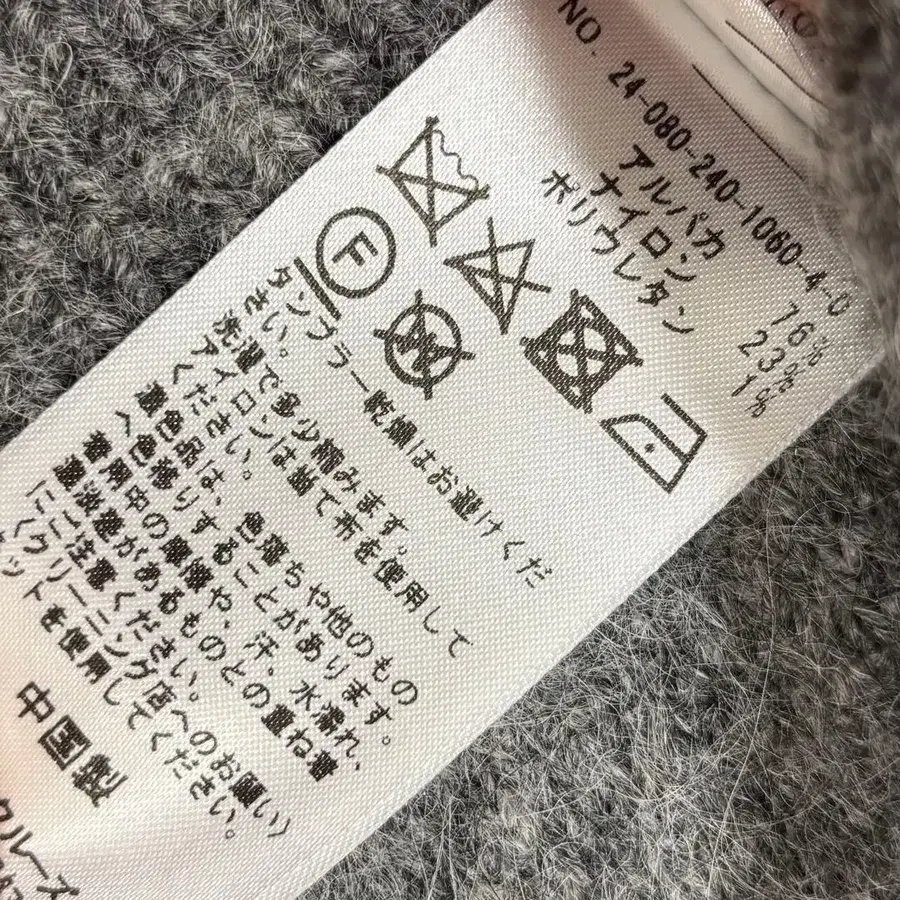 NO. 24-080-240-1060-4-0
アルパカ 76%
ナイロン 23%
ポリウレタン 1%
F
タンブラー乾燥はお避けくだ
さい。
洗濯で多少縮みます。
アイロンは当て布を使用して
ください。
濃色品は、色落ちや他のもの
へ色移りすることがあります。
着用中の摩擦や、汗、水濡れ、
濃淡差があるものとの重ね着
にご注意ください。
クリーニング店へのお願い〉
ネットを使用してください。
中国製
クルーズ